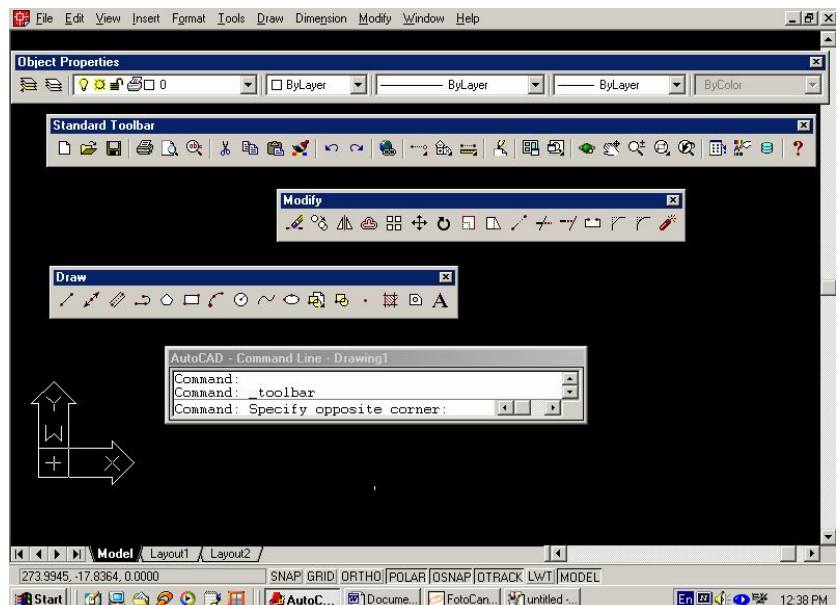 File Edit View Insert Format Tools Draw Dimension Modify Window Help
Object Properties
0 ByLayer ByLayer ByLayer ByColor
Standard Toolbar
Modify
Draw
A
AutoCAD - Command Line - Drawing1
Command:
Command: _toolbar
Command: Specify opposite corner:
Y
W
X
Model Layout1 Layout2
273.9945, -17.8364, 0.0000 SNAP GRID ORTHO POLAR OSNAP OTRACK LWT MODEL
Start AutoC... Docume... FotoCan... untitled -... En 12:38 PM